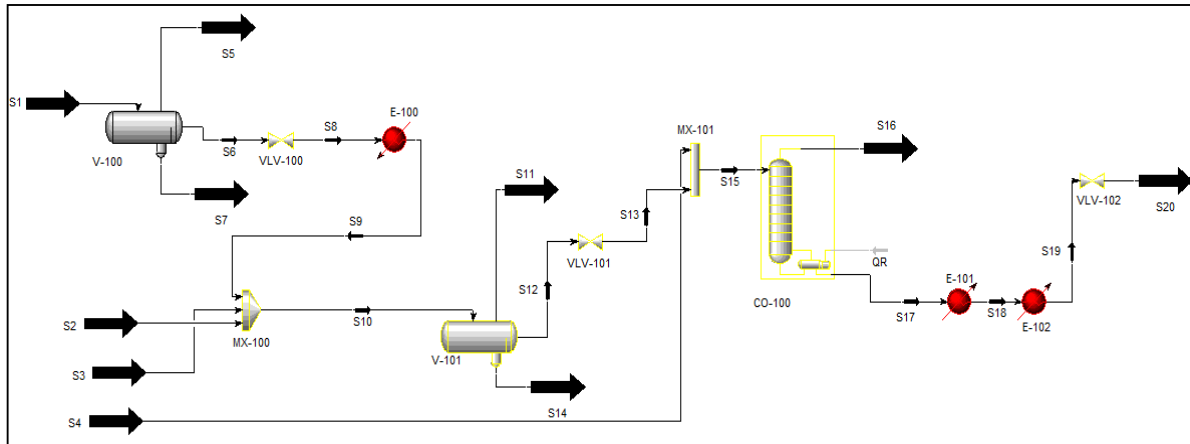 S5
S1
E-100
S6
S8
VLV-100
V-100
S7
S9
MX-101
S16
S15
S11
S13
VLV-101
S12
VLV-102
S20
S19
QR
CO-100
E-101
S17
S18
E-102
S2
MX-100
S10
V-101
S3
S14
S4